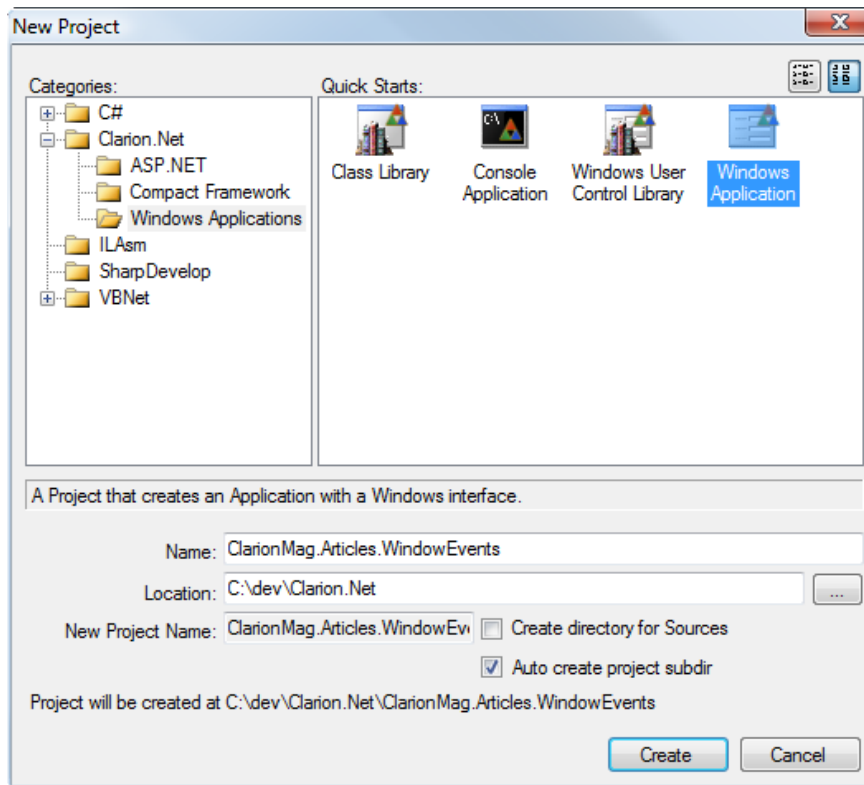 New Project
Categories:
Quick Starts:
C#
Clarion.Net
ASP.NET
Compact Framework
Windows Applications
ILAsm
SharpDevelop
VBNet
Class Library
Console
Application
Windows User
Control Library
Windows
Application
A Project that creates an Application with a Windows interface.
Name: ClarionMag.Articles.WindowEvents
Location: C:\dev\Clarion.Net ...
New Project Name: ClarionMag.Articles.WindowEv Create directory for Sources
Auto create project subdir
Project will be created at C:\dev\Clarion.Net\ClarionMag.Articles.WindowEvents
Create Cancel